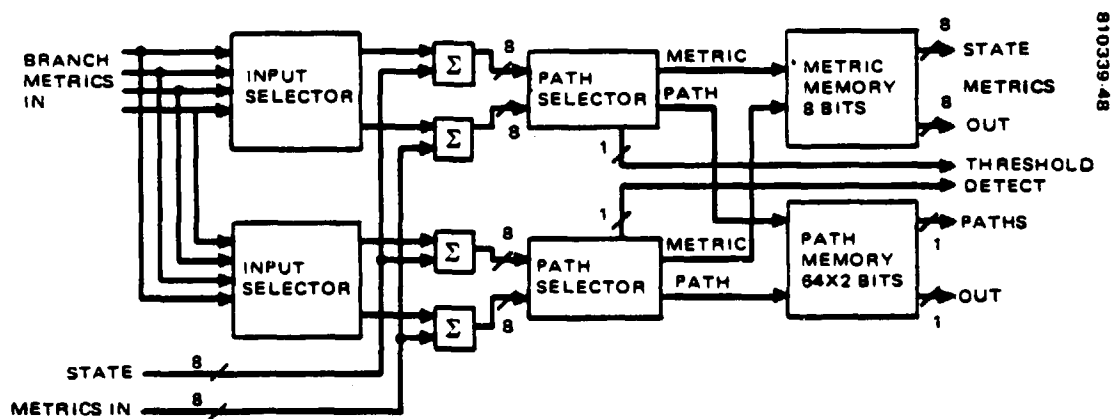 BRANCH
METRICS
IN
INPUT
SELECTOR
Σ
8
PATH
SELECTOR
METRIC
PATH
METRIC
MEMORY
8 BITS
8
STATE
METRICS
8
OUT
Σ
8
1
THRESHOLD
DETECT
1
INPUT
SELECTOR
Σ
8
PATH
SELECTOR
METRIC
PATH
PATH
MEMORY
64X2 BITS
PATHS
1
OUT
1
Σ
8
STATE
8
METRICS IN
8
81039-48